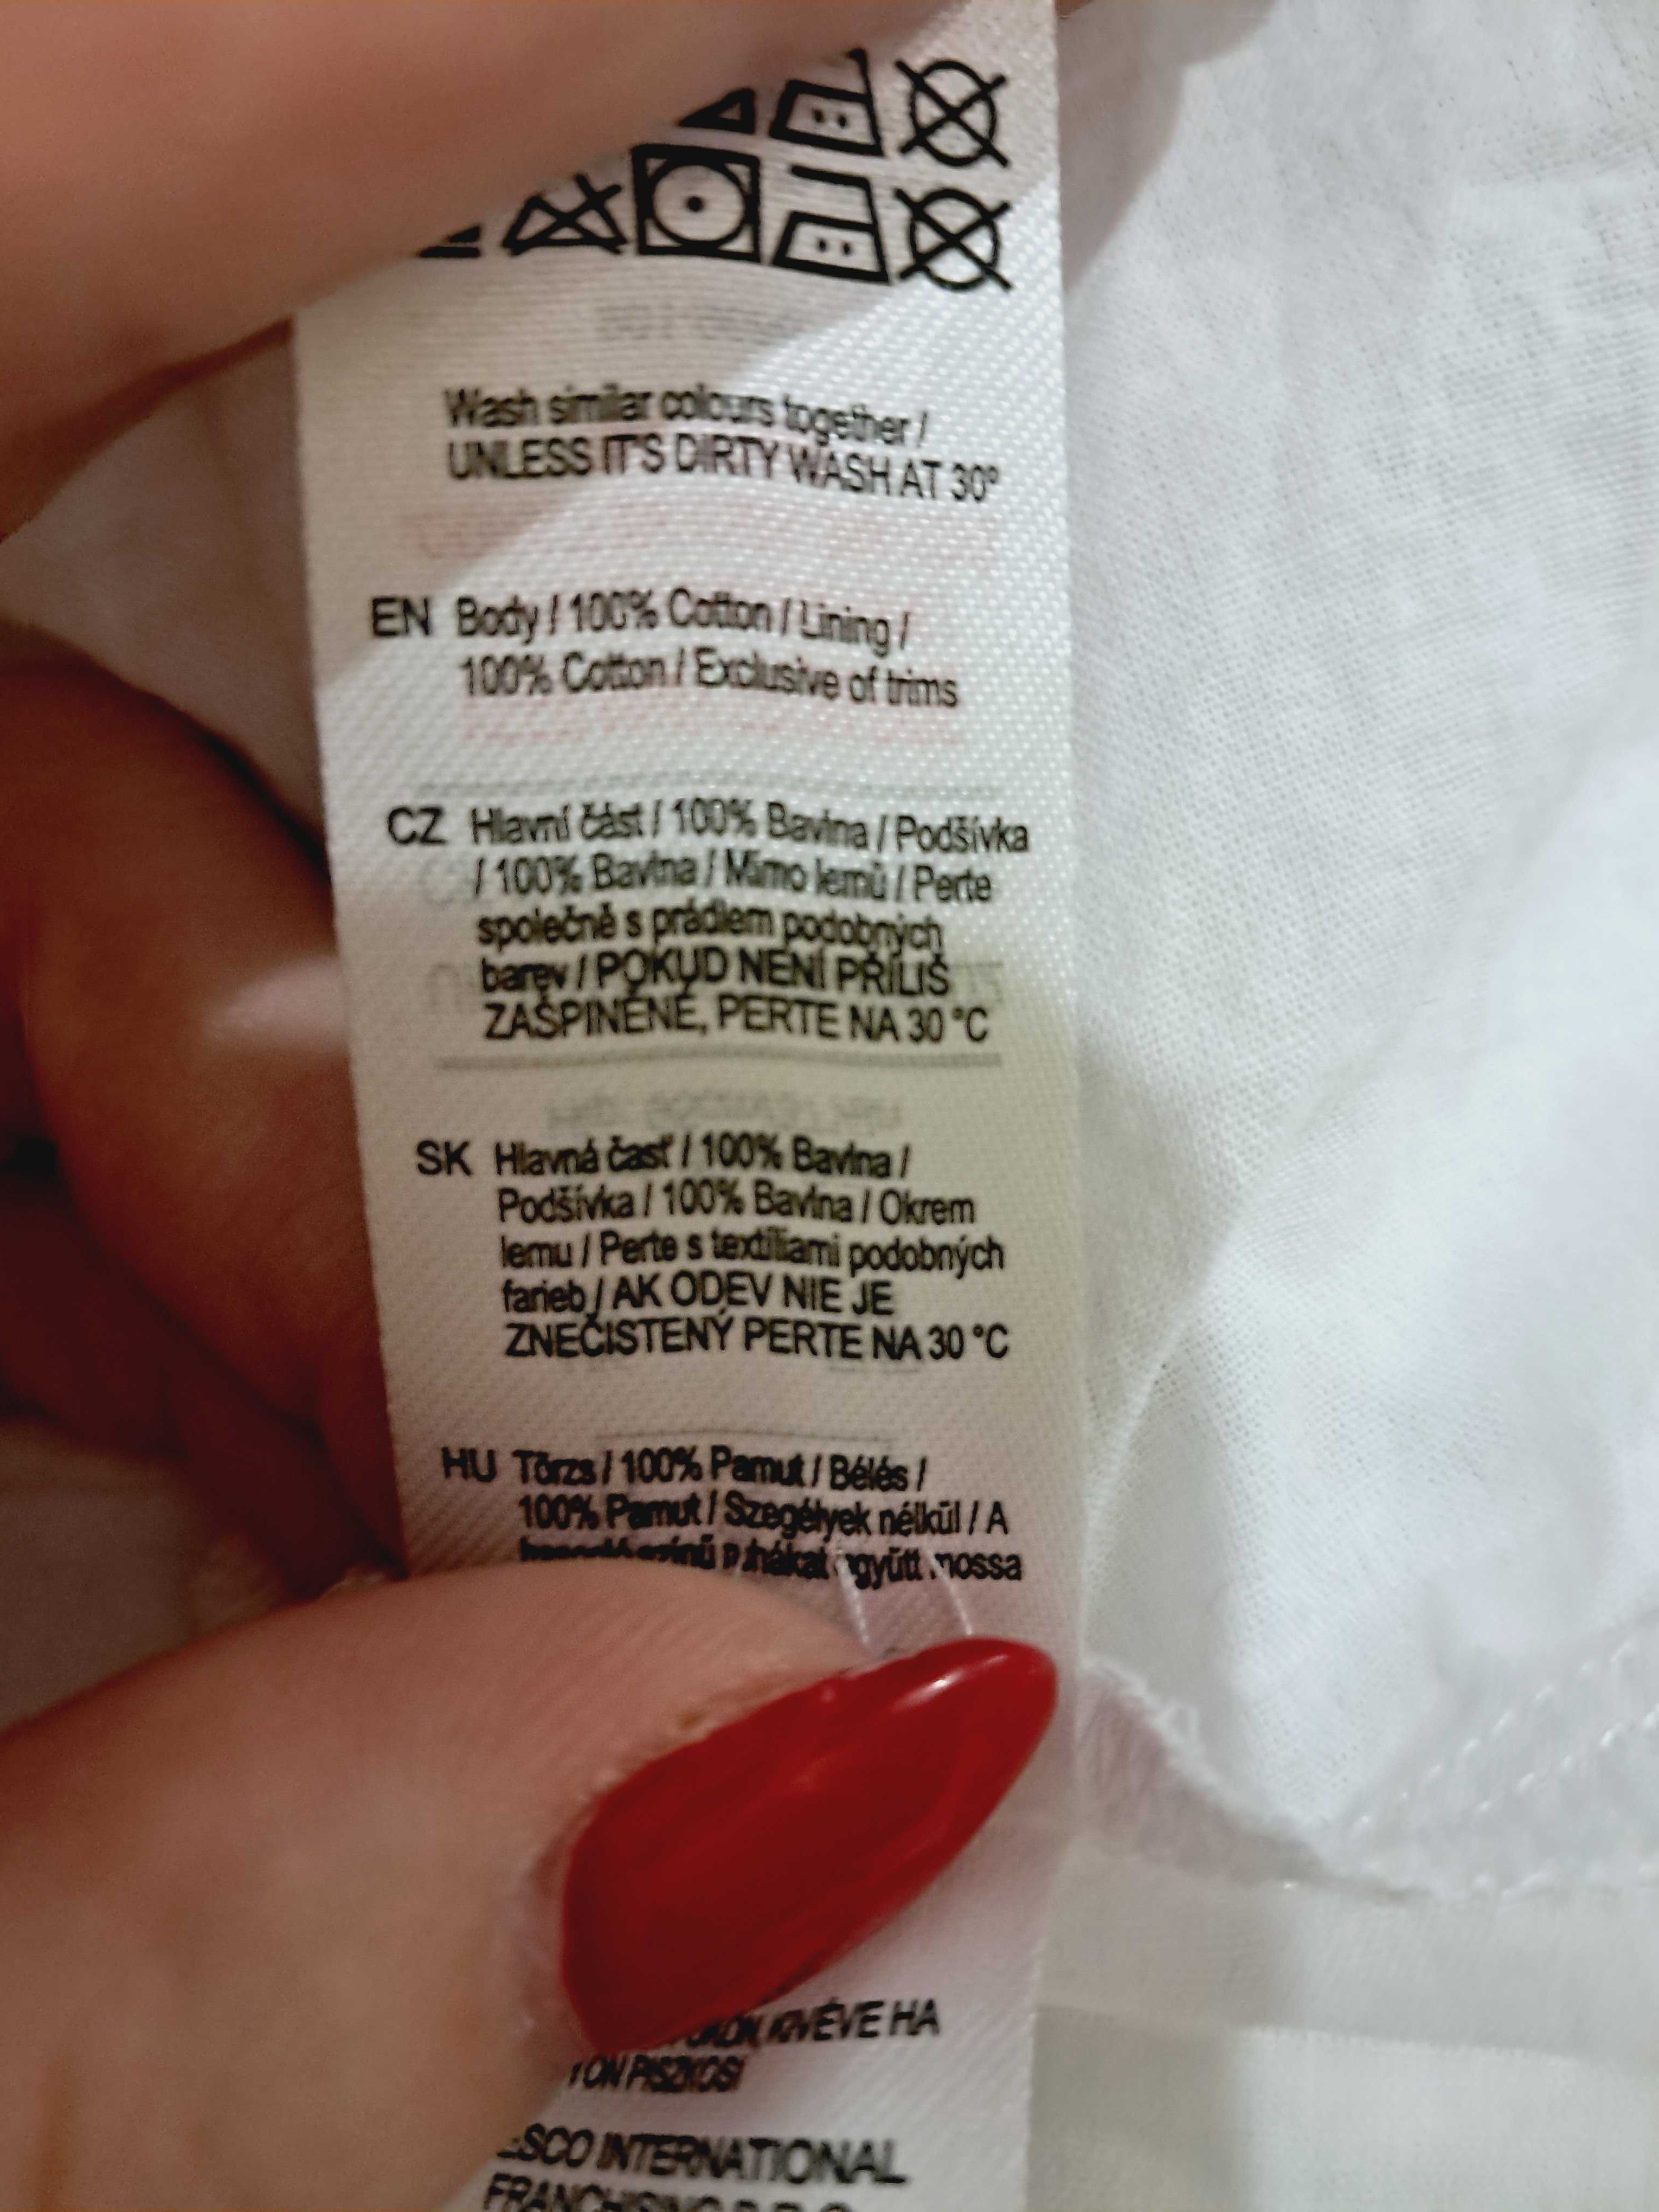 Wash similar colours together /
UNLESS IT'S DIRTY WASH AT 30º
EN Body / 100% Cotton / Lining /
100% Cotton / Exclusive of trims
CZ Hlavní část / 100% Bavlna / Podšívka
/ 100% Bavlna / Mimo lemů / Perte
společně s prádlem podobných
barev / POKUD NENÍ PŘÍLIŠ
ZAŠPINĚNÉ, PERTE NA 30 °C
SK Hlavná časť / 100% Bavlna /
Podšívka / 100% Bavlna / Okrem
lemu / Perte s textíliami podobných
farieb / AK ODEV NIE JE
ZNEČISTENÝ PERTE NA 30 °C
HU Törzs / 100% Pamut / Bélés /
100% Pamut / Szegélyek nélkül / A
együtt mossa
KIVÉVE HA
PISZKOS!
INTERNATIONAL